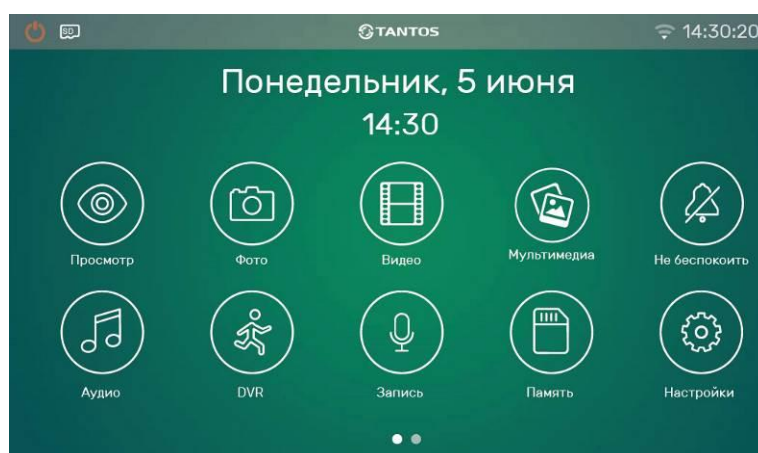 SD
TANTOS
14:30:20
Понедельник, 5 июня
14:30
Просмотр
Фото
Видео
Мультимедиа
Не беспокоить
Аудио
DVR
Запись
Память
Настройки